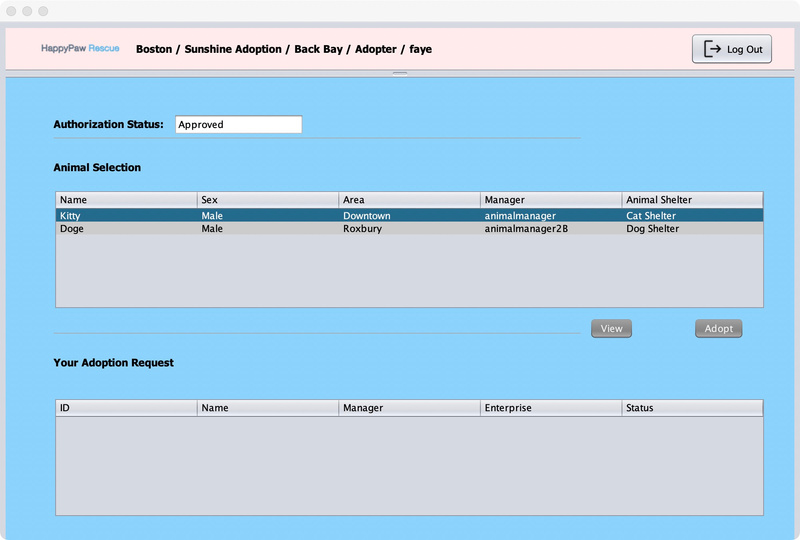 HappyPaw Rescue Boston / Sunshine Adoption / Back Bay / Adopter / faye Log Out
Authorization Status: Approved
Animal Selection
Name Sex Area Manager Animal Shelter
Kitty Male Downtown animalmanager Cat Shelter
Doge Male Roxbury animalmanager2B Dog Shelter
View Adopt
Your Adoption Request
ID Name Manager Enterprise Status